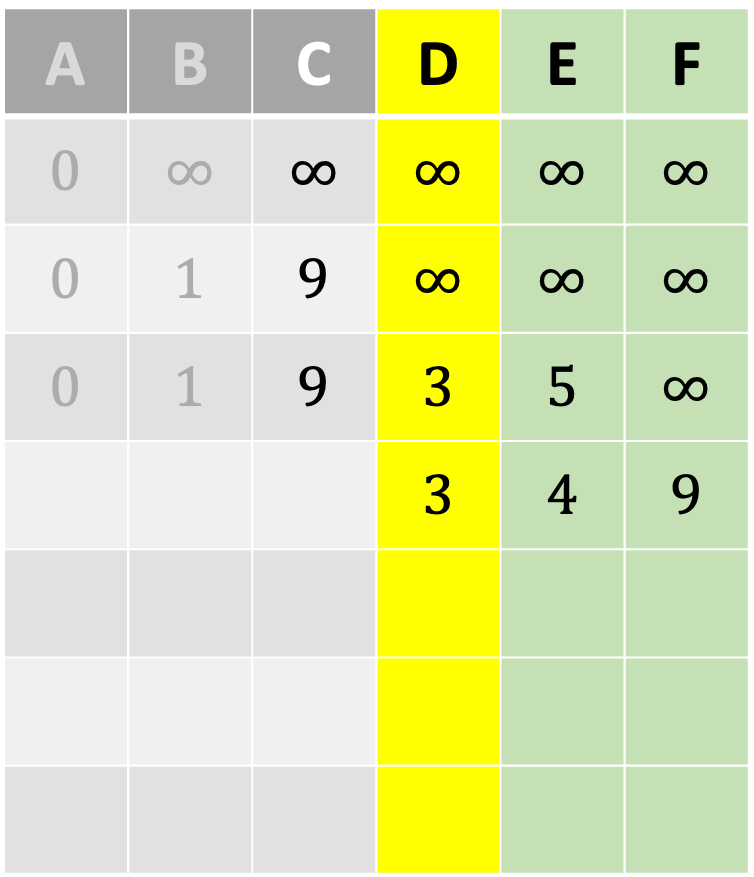 A B C D E F
0 ∞ ∞ ∞ ∞ ∞
0 1 9 ∞ ∞ ∞
0 1 9 3 5 ∞
3 4 9